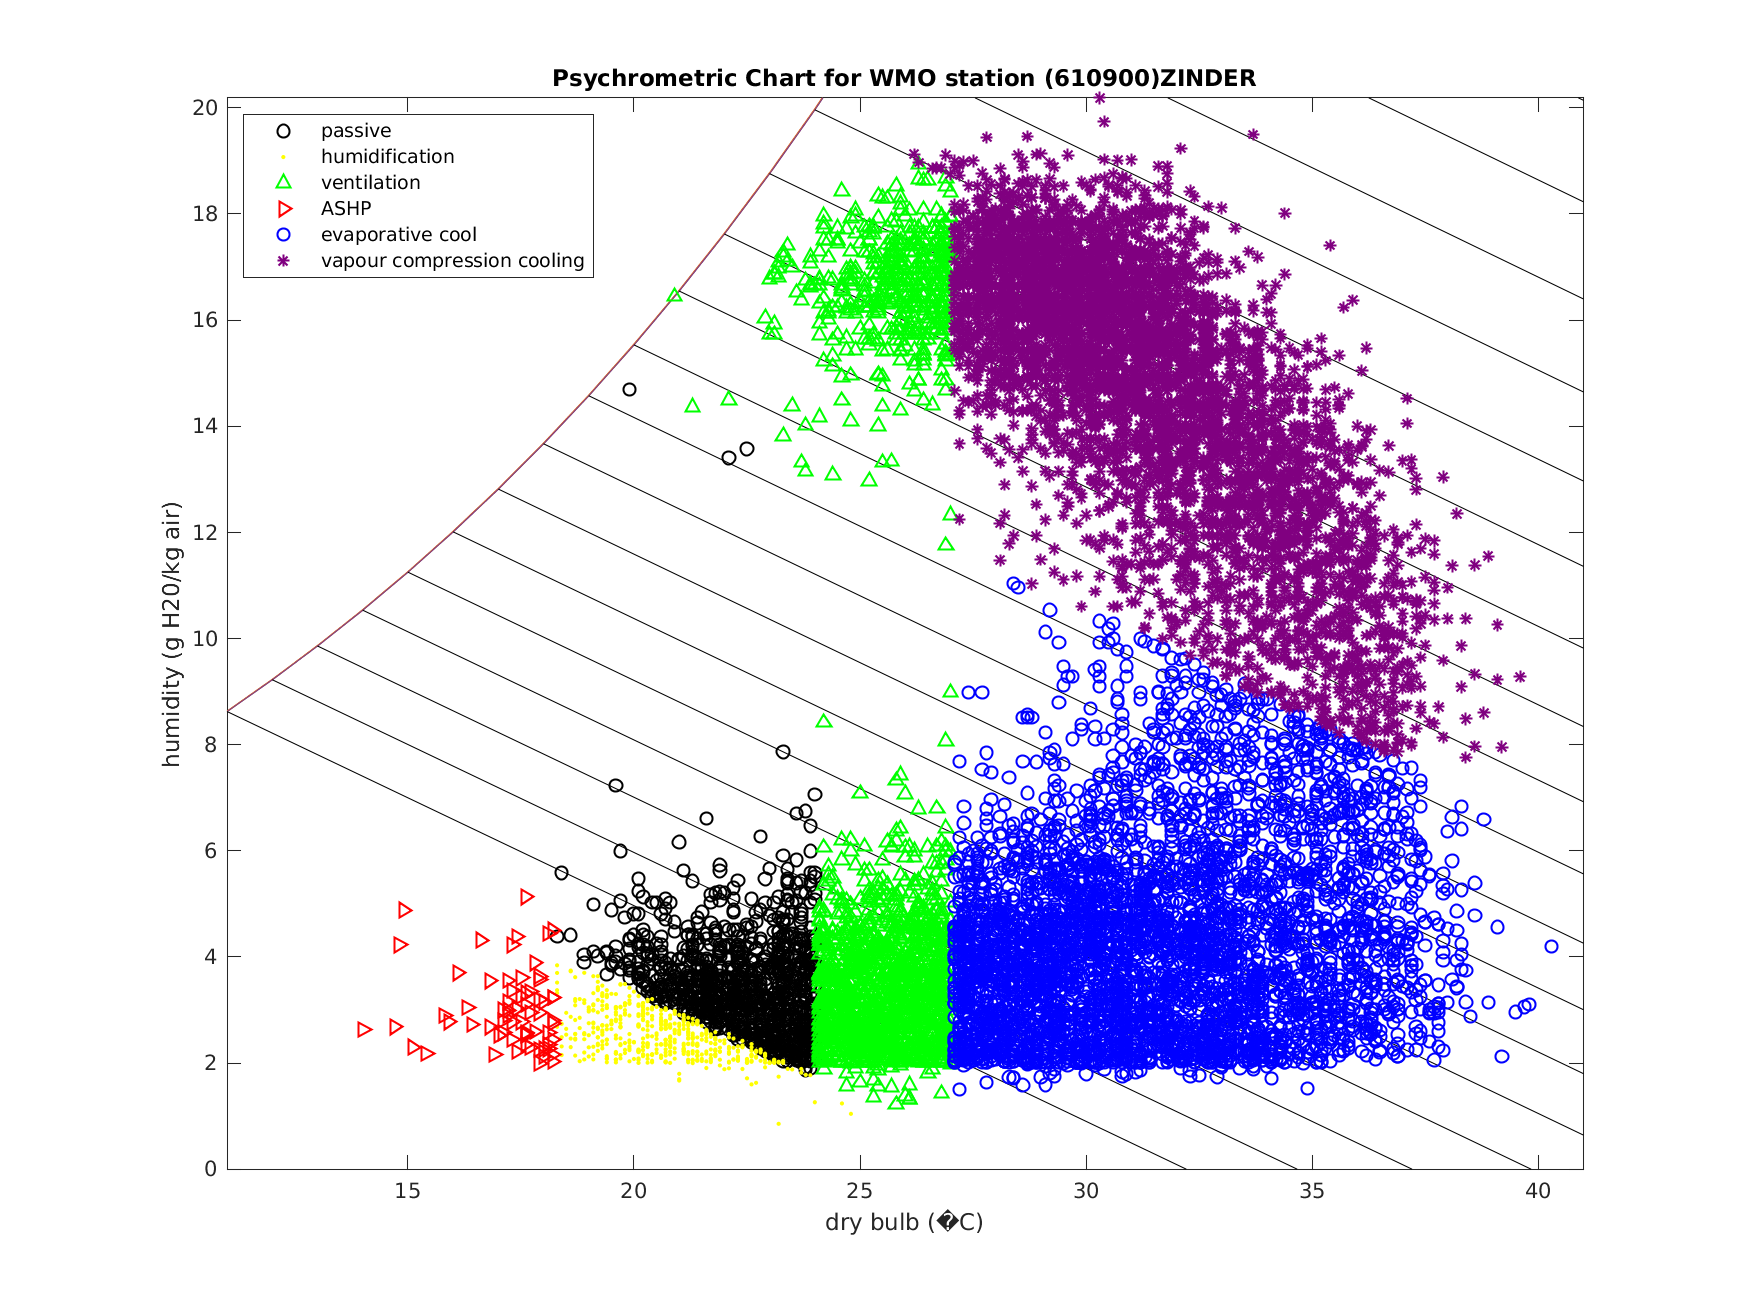 Psychrometric Chart for WMO station (610900)ZINDER
passive
humidification
ventilation
ASHP
evaporative cool
vapour compression cooling
humidity (g H20/kg air)
20
18
16
14
12
10
8
6
4
2
0
15 20 25 30 35 40
dry bulb (�C)